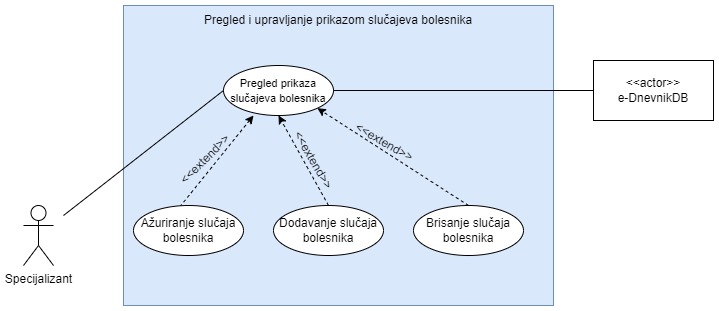 Pregled i upravljanje prikazom slučajeva bolesnika
Pregled prikaza
slučajeva bolesnika
<<actor>>
e-DnevnikDB
<<extend>>
<<extend>>
<<extend>>
Ažuriranje slučaja
bolesnika
Dodavanje slučaja
bolesnika
Brisanje slučaja
bolesnika
Specijalizant